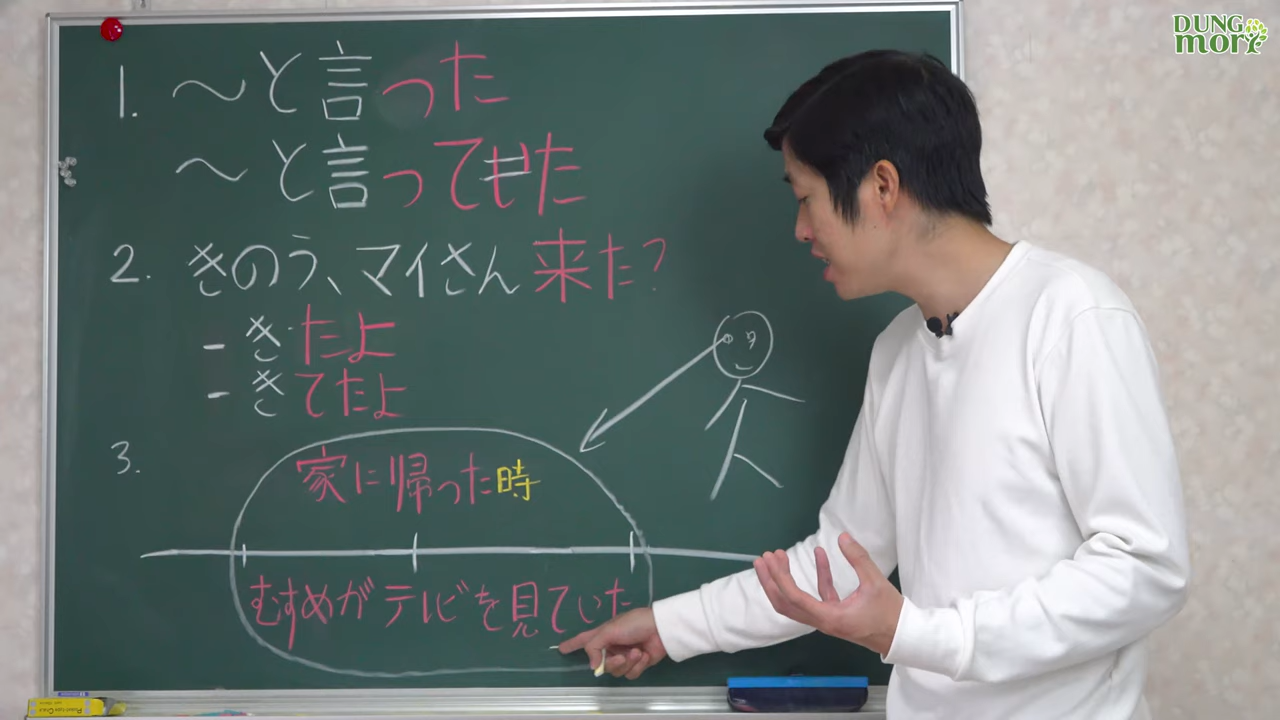 DUNG
mori
1. ～と言った
～と言ってた
2. きのう、マイさん来た?
- きたよ
- きてたよ
3.
家に帰った時
むすめがテレビを見ていた